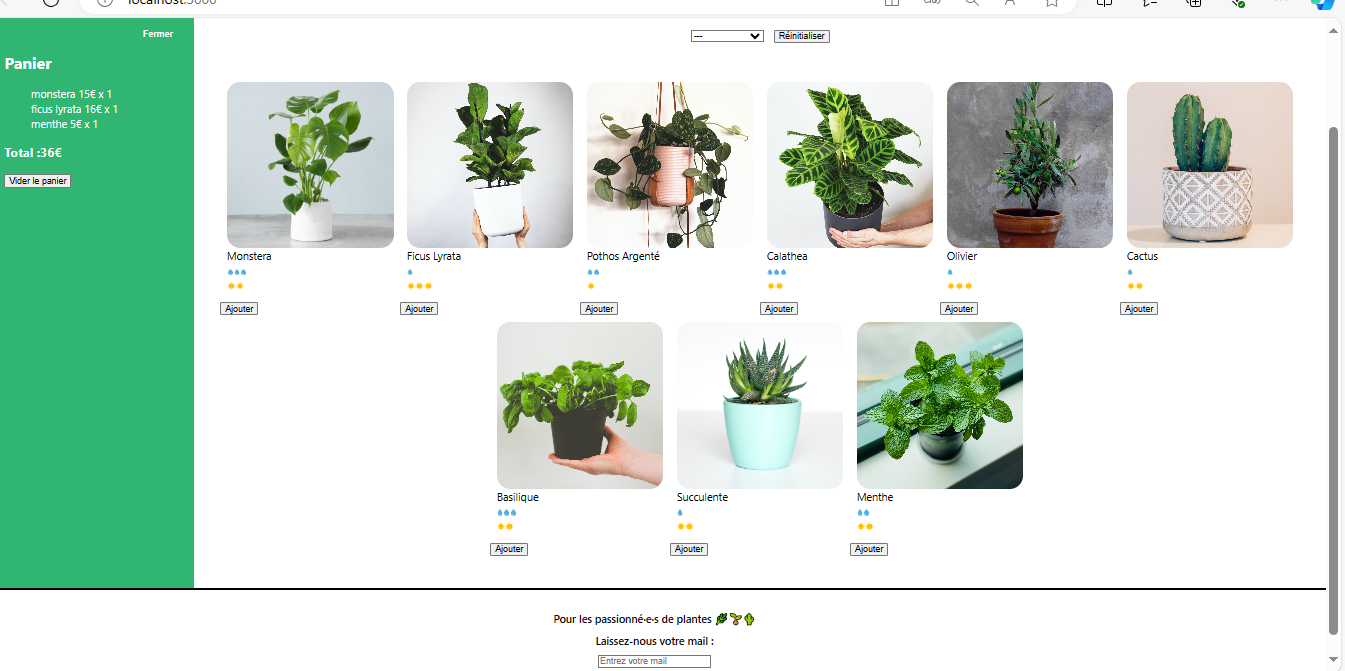 localhost:3000
Fermer
--- Réinitialiser
Panier
monstera 15€ x 1
ficus lyrata 16€ x 1
menthe 5€ x 1
Total :36€
Vider le panier
Monstera Ficus Lyrata Pothos Argenté Calathea Olivier Cactus
Ajouter Ajouter Ajouter Ajouter Ajouter Ajouter
Basilique Succulente Menthe
Ajouter Ajouter Ajouter
Pour les passionné·e·s de plantes 🌿🌱🌵
Laissez-nous votre mail :
Entrez votre mail